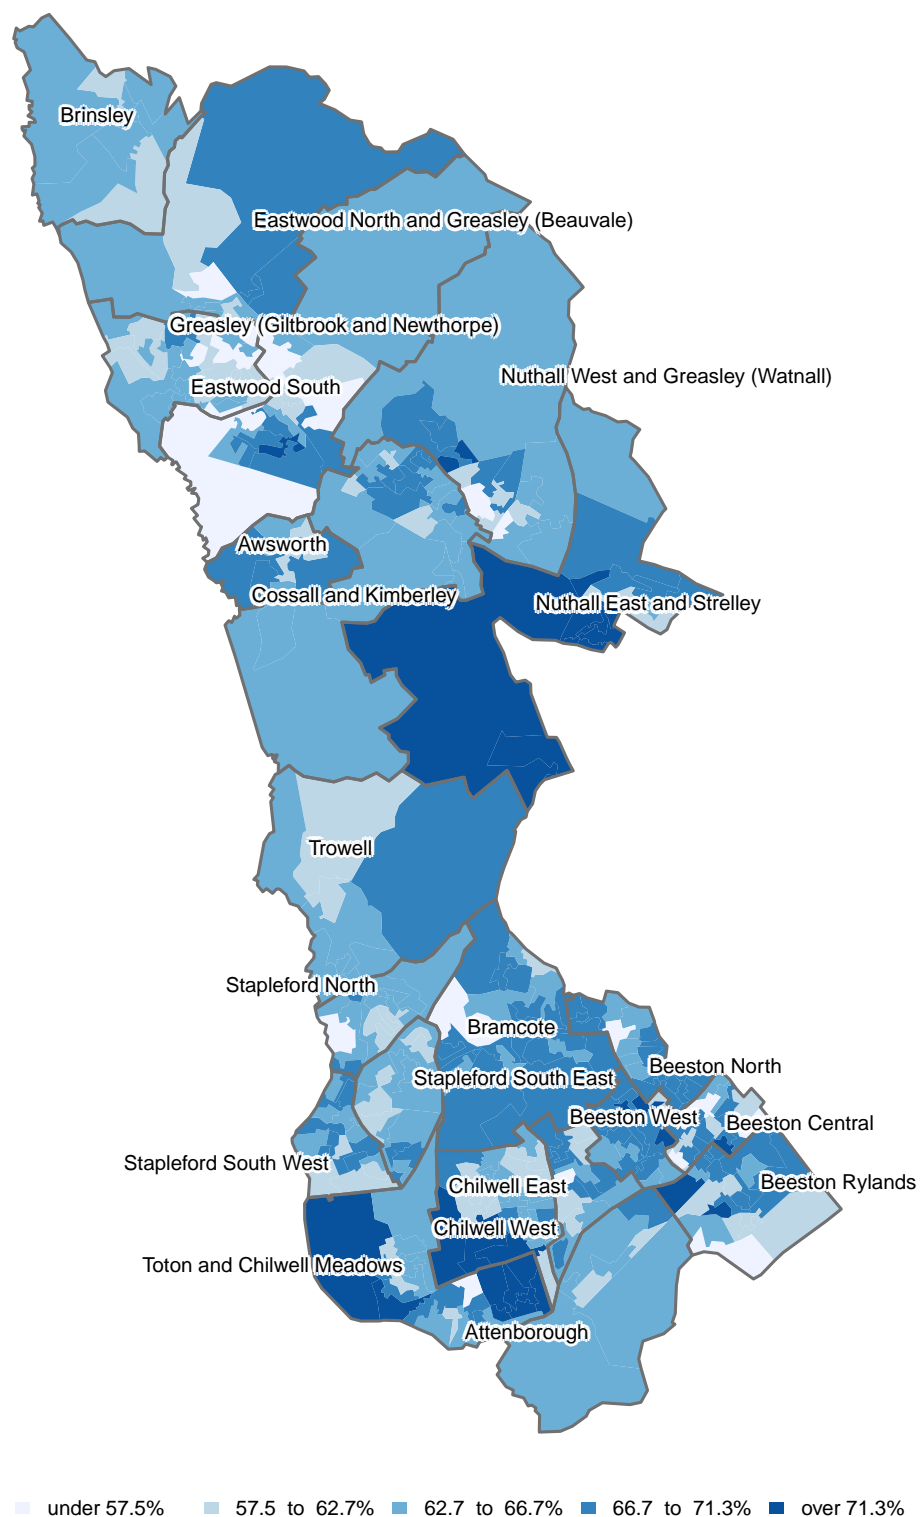 Brinsley
Eastwood North and Greasley (Beauvale)
Greasley (Giltbrook and Newthorpe)
Nuthall West and Greasley (Watnall)
Eastwood South
Awsworth
Cossall and Kimberley
Nuthall East and Strelley
Trowell
Stapleford North
Bramcote
Beeston North
Stapleford South East
Beeston West
Beeston Central
Stapleford South West
Beeston Rylands
Chilwell East
Chilwell West
Toton and Chilwell Meadows
Attenborough
under 57.5% 57.5 to 62.7% 62.7 to 66.7% 66.7 to 71.3% over 71.3%